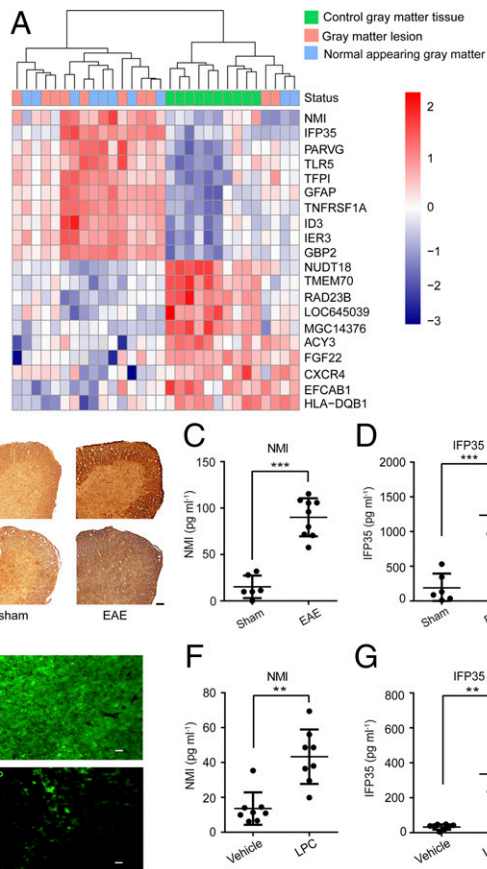 A
Control gray matter tissue
Gray matter lesion
Normal appearing gray matter
Status
NMI
IFP35
PARVG
TLR5
TFPI
GFAP
TNFRSF1A
ID3
IER3
GBP2
NUDT18
TMEM70
RAD23B
LOC645039
MGC14376
ACY3
FGF22
CXCR4
EFCAB1
HLA−DQB1
2
1
0
−1
−2
−3
sham
EAE
C
NMI
***
NMI (pg ml-1)
150
100
50
0
Sham
EAE
D
IFP35
***
IFP35 (pg ml-1)
2000
1500
1000
500
0
Sham
F
NMI
**
NMI (pg ml-1)
80
60
40
20
0
Vehicle
LPC
G
IFP35
**
IFP35 (pg ml-1)
800
600
400
200
0
Vehicle